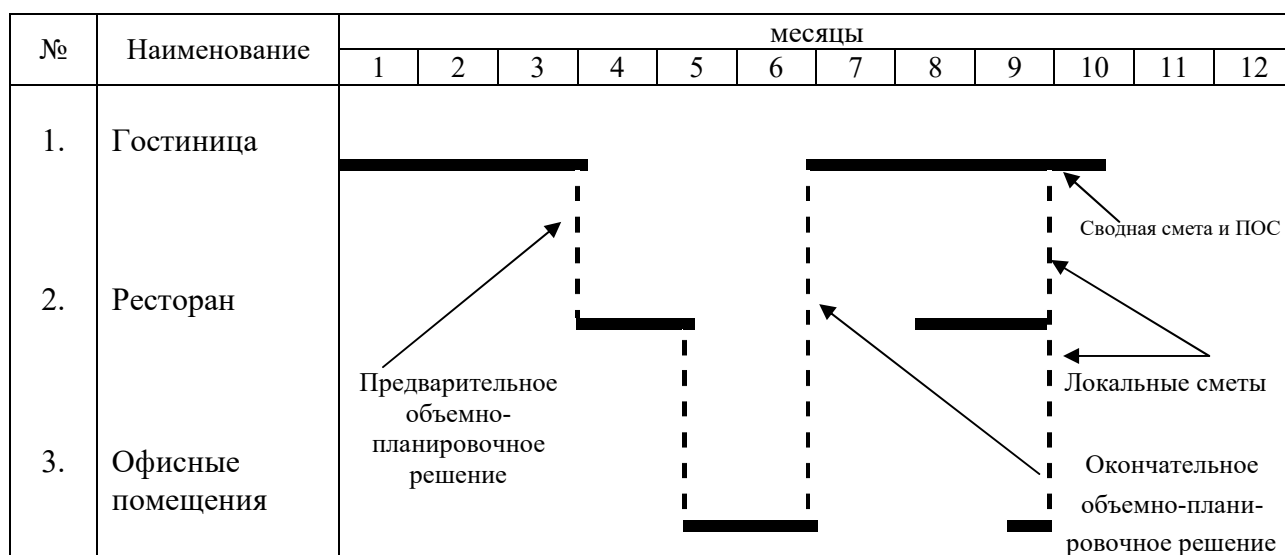 № Наименование месяцы
1 2 3 4 5 6 7 8 9 10 11 12
1. Гостиница
Сводная смета и ПОС
2. Ресторан
Предварительное
объемно-
планировочное
решение
Локальные сметы
3. Офисные
помещения
Окончательное
объемно-плани-
ровочное решение